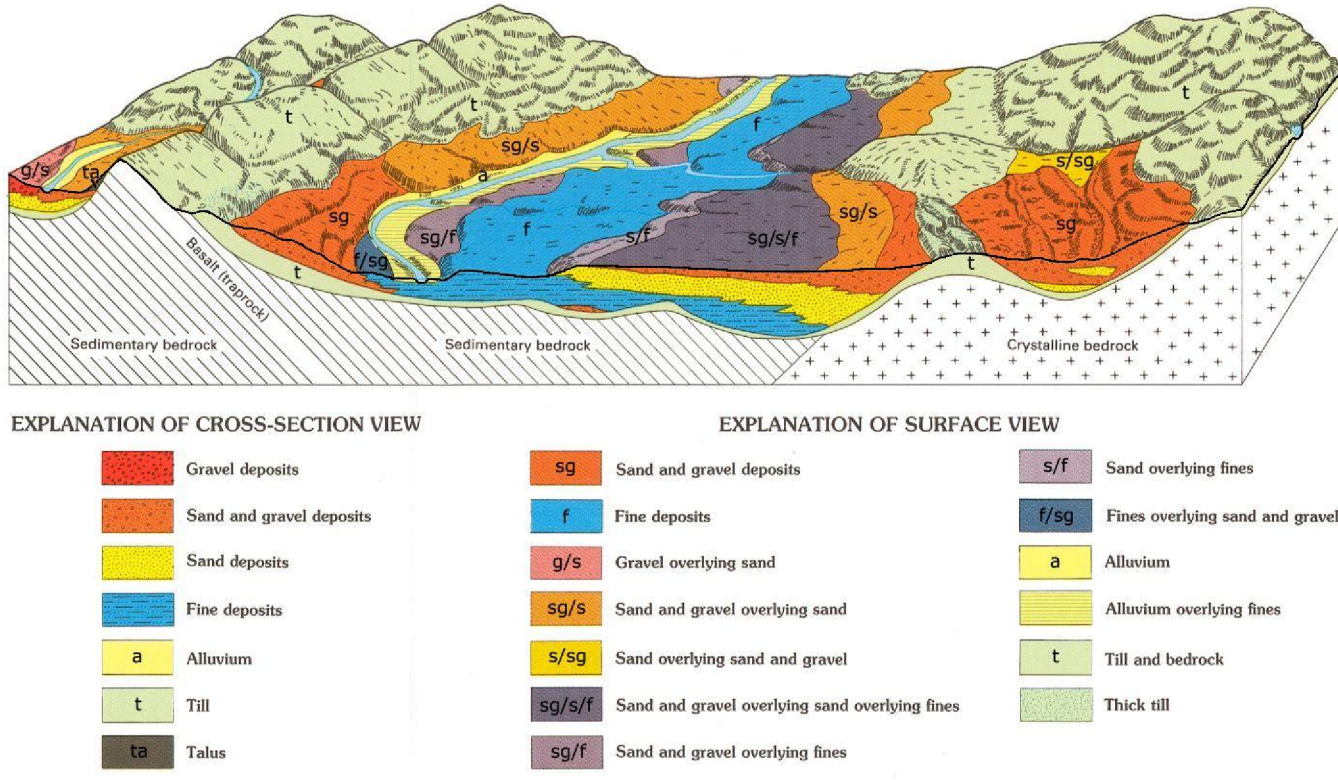 t
t
t
sg/s
f
g/s
ta
a
s/sg
sg
sg/s
sg
sg/f
f
s/f
sg/s/f
f/sg
t
t
Basalt (traprock)
Sedimentary bedrock
Sedimentary bedrock
Crystalline bedrock
EXPLANATION OF CROSS-SECTION VIEW
Gravel deposits
Sand and gravel deposits
Sand deposits
Fine deposits
a Alluvium
t Till
ta Talus
EXPLANATION OF SURFACE VIEW
sg Sand and gravel deposits
f Fine deposits
g/s Gravel overlying sand
sg/s Sand and gravel overlying sand
s/sg Sand overlying sand and gravel
sg/s/f Sand and gravel overlying sand overlying fines
sg/f Sand and gravel overlying fines
s/f Sand overlying fines
f/sg Fines overlying sand and gravel
a Alluvium
Alluvium overlying fines
t Till and bedrock
Thick till